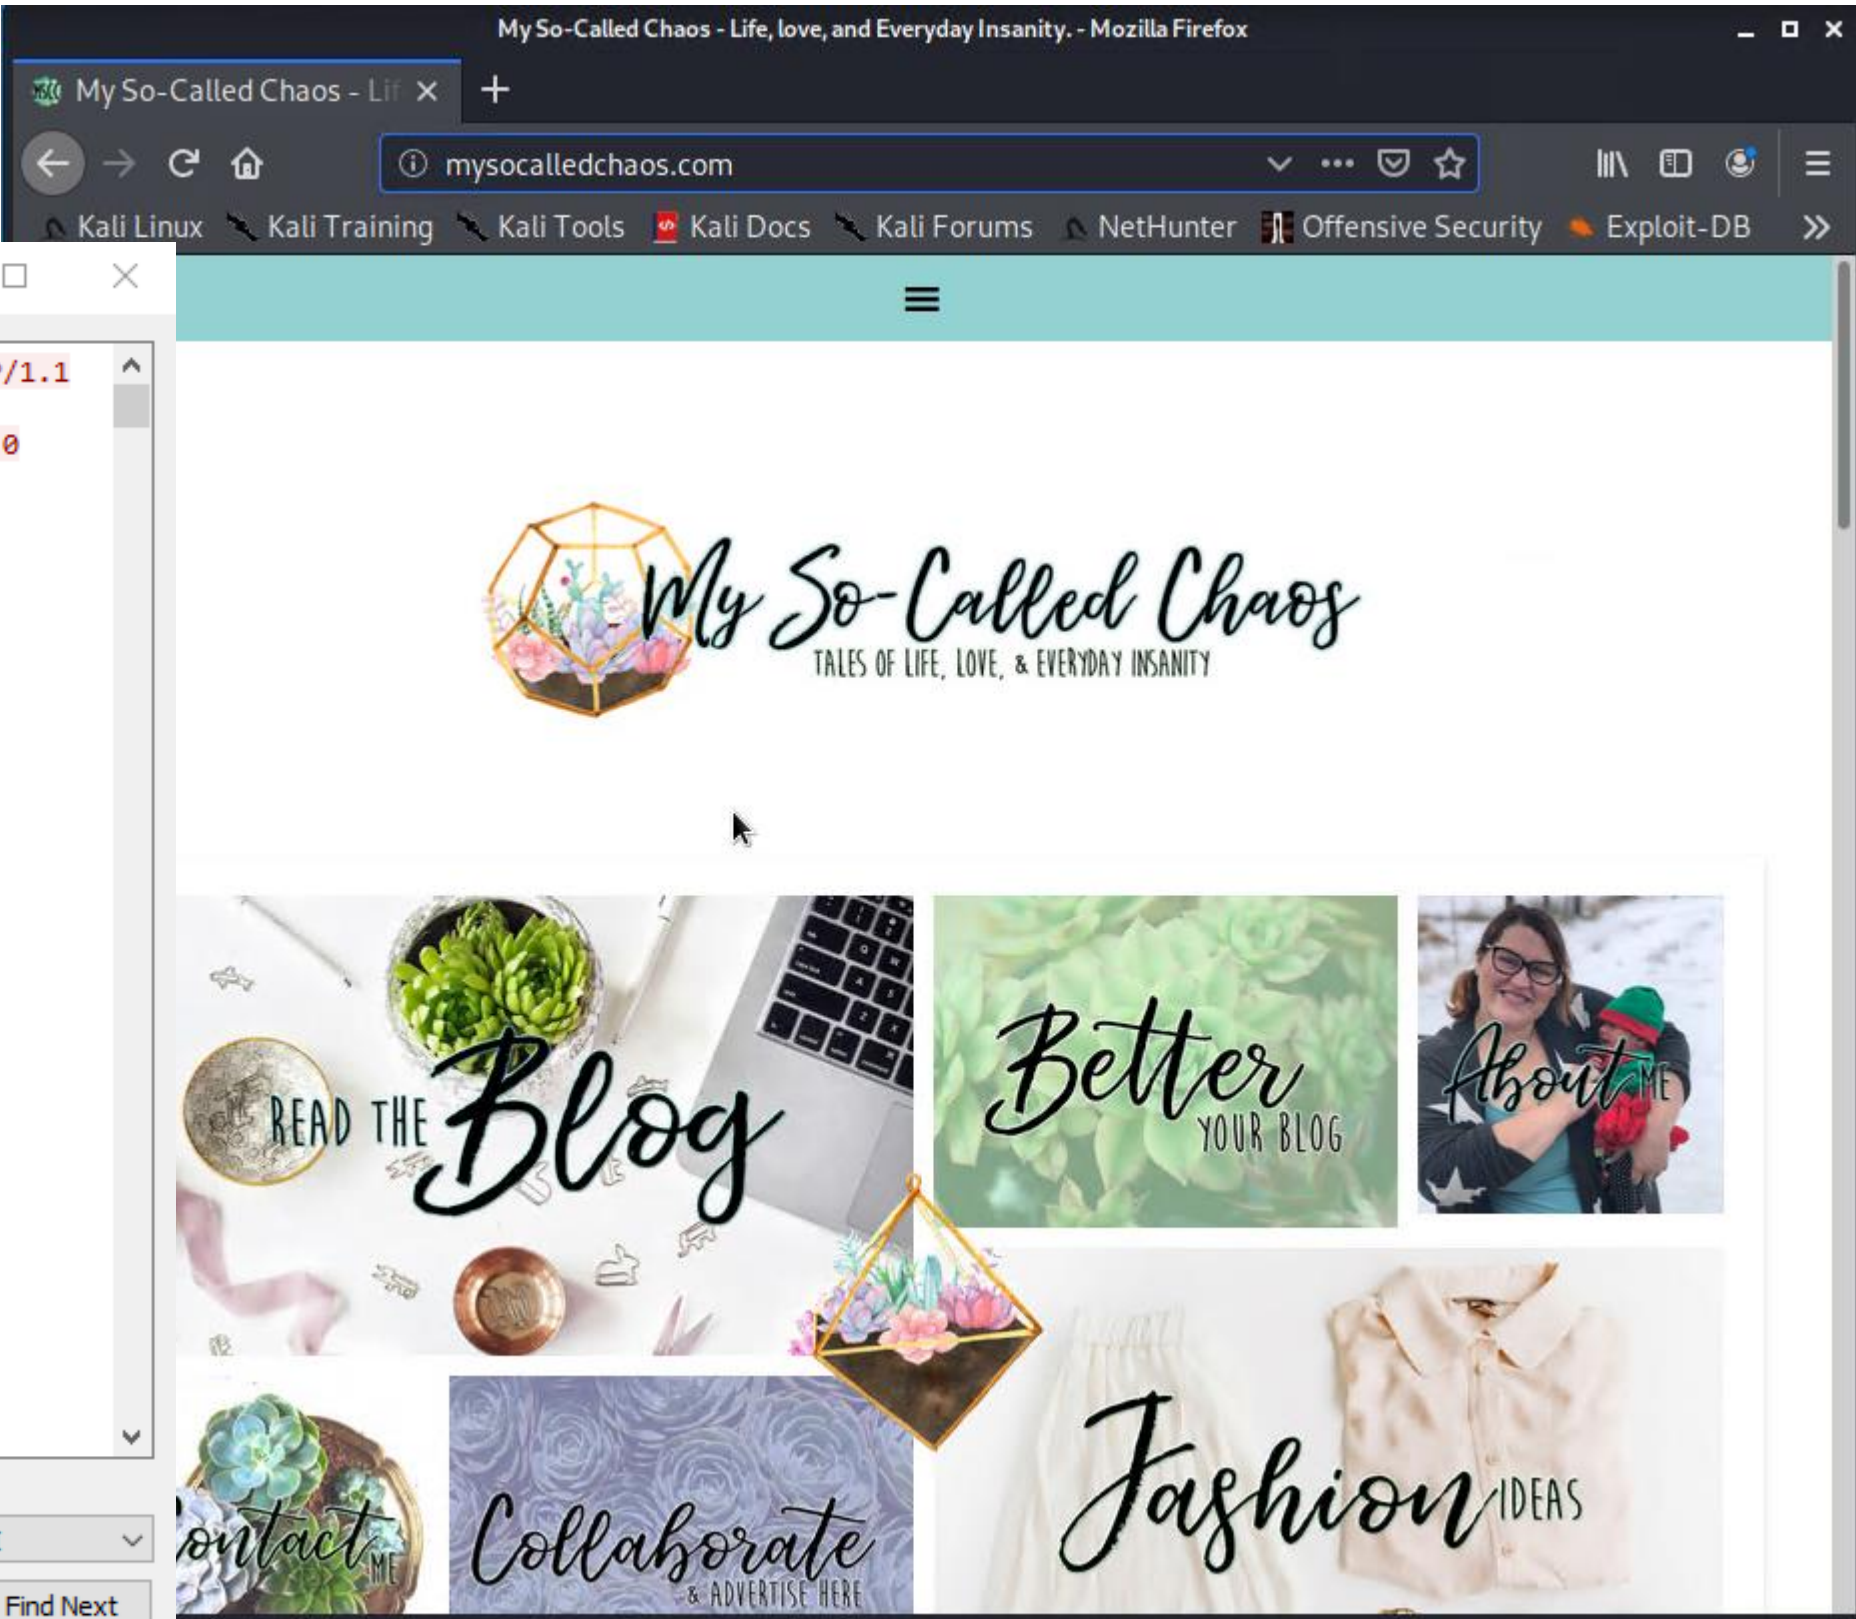 My So-Called Chaos - Life, love, and Everyday Insanity. - Mozilla Firefox
My So-Called Chaos - Lif
mysocalledchaos.com
Kali Linux Kali Training Kali Tools Kali Docs Kali Forums NetHunter Offensive Security Exploit-DB
/1.1
0
My So-Called Chaos
TALES OF LIFE, LOVE, & EVERYDAY INSANITY
READ THE Blog
Better
YOUR BLOG
About ME
Contact
ME
Collaborate
& ADVERTISE HERE
Fashion IDEAS
Find Next